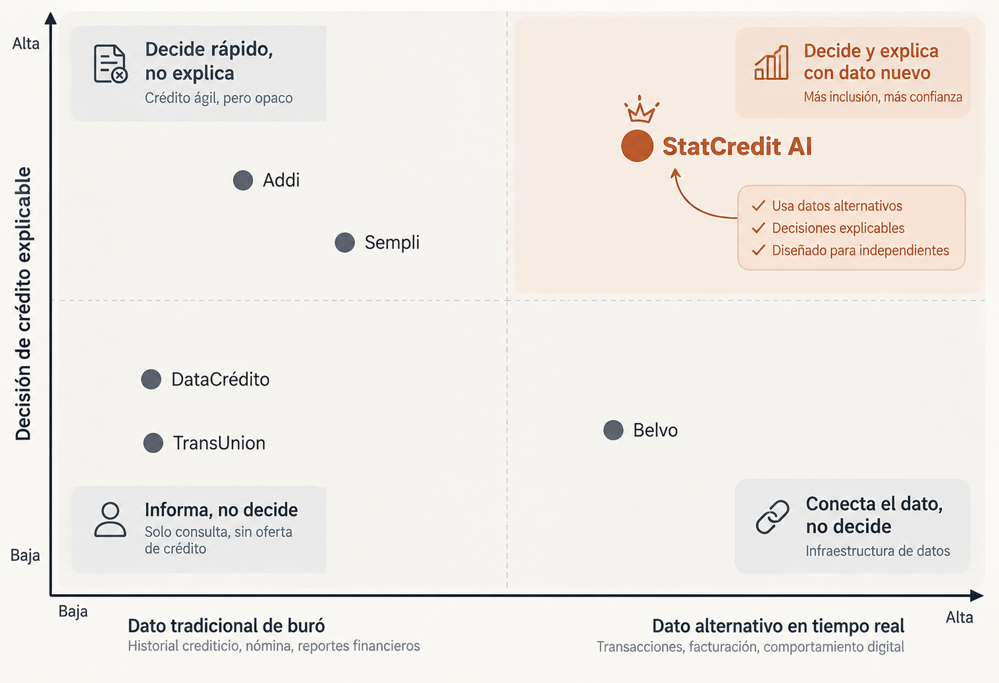 Alta
Decide rápido,
no explica
Crédito ágil, pero opaco
Decide y explica
con dato nuevo
Más inclusión, más confianza
StatCredit AI
Addi
Sempli
Usa datos alternativos
Decisiones explicables
Diseñado para independientes
Decisión de crédito explicable
DataCrédito
TransUnion
Belvo
Informa, no decide
Solo consulta, sin oferta
de crédito
Conecta el dato,
no decide
Infraestructura de datos
Baja
Baja
Alta
Dato tradicional de buró
Historial crediticio, nómina, reportes financieros
Dato alternativo en tiempo real
Transacciones, facturación, comportamiento digital